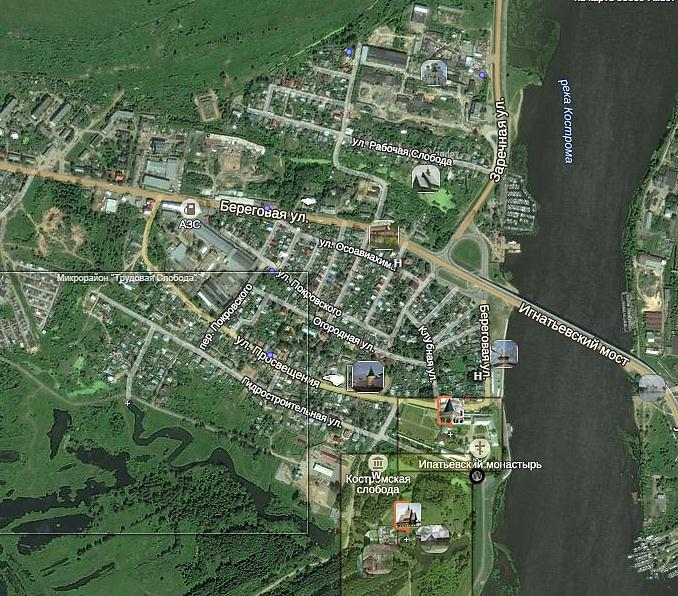 река Кострома
Заречная ул.
ул. Рабочая Слобода
Береговая ул.
АЗС
ул. Осоавиахим.
Н
Микрорайон "Трудовая Слобода"
ул. Покровского
пер. Покровского
Огородная ул.
Клубная ул.
Береговая ул.
Игнатьевский мост
ул. Просвещения
Н
Гидростроительная ул.
Ипатьевский монастырь
W
W
Костромская
слобода